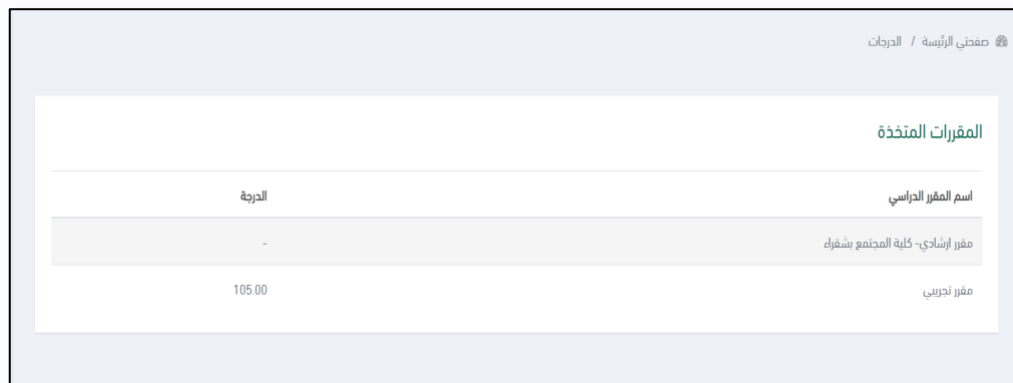 صفحتي الرئيسة / الدرجات
المقررات المتخذة
اسم المقرر الدراسي الدرجة
مقرر ارشادي- كلية المجتمع بشقراء -
مقرر تجريبي 105.00